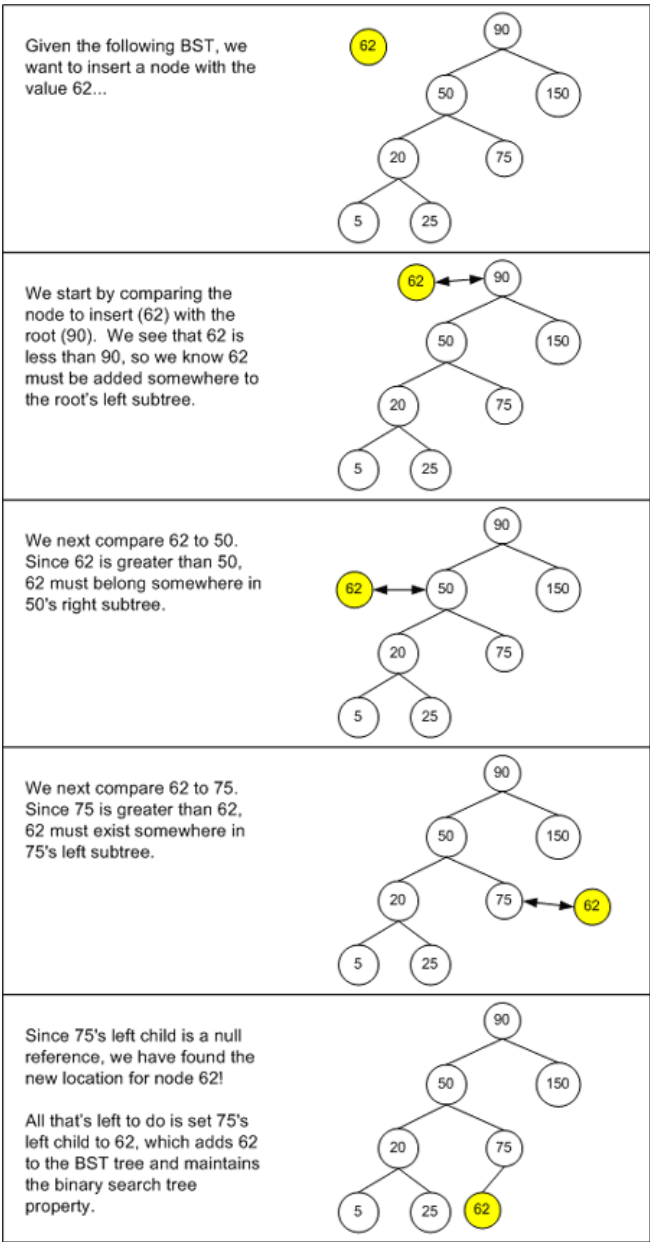 Given the following BST, we
want to insert a node with the
value 62...
62
90
50
150
20
75
5
25
We start by comparing the
node to insert (62) with the
root (90).  We see that 62 is
less than 90, so we know 62
must be added somewhere to
the root's left subtree.
62
90
50
150
20
75
5
25
We next compare 62 to 50.
Since 62 is greater than 50,
62 must belong somewhere in
50's right subtree.
90
62
50
150
20
75
5
25
We next compare 62 to 75.
Since 75 is greater than 62,
62 must exist somewhere in
75's left subtree.
90
50
150
20
75
62
5
25
Since 75's left child is a null
reference, we have found the
new location for node 62!
All that's left to do is set 75's
left child to 62, which adds 62
to the BST tree and maintains
the binary search tree
property.
90
50
150
20
75
5
25
62